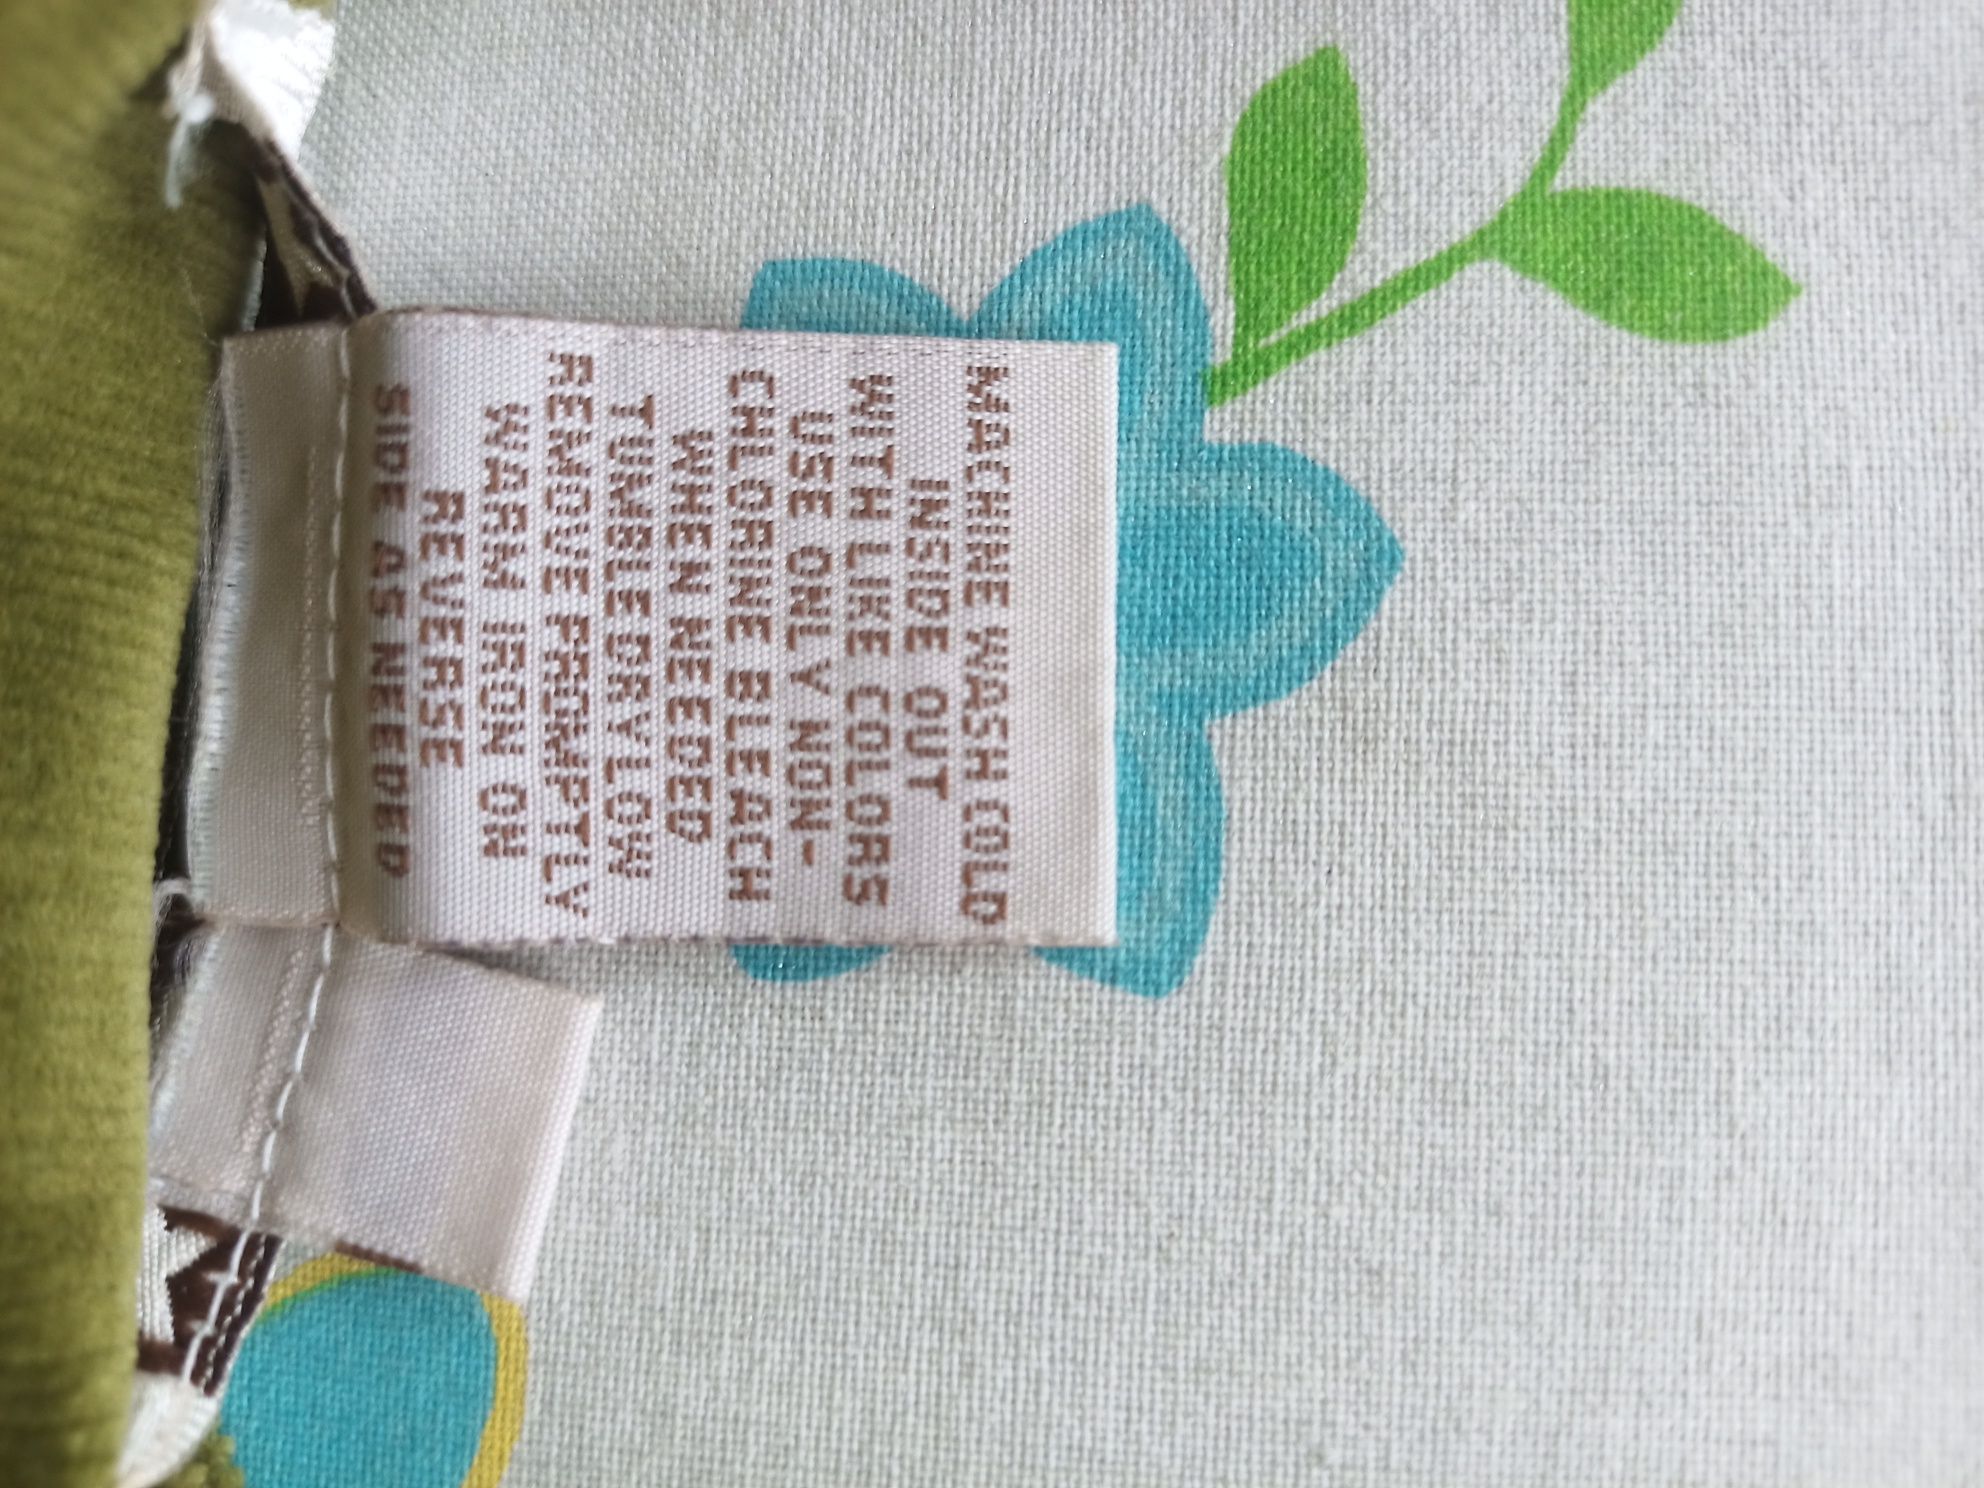 MACHINE WASH COLD
INSIDE OUT
WITH LIKE COLORS
USE ONLY NON-
CHLORINE BLEACH
WHEN NEEDED
TUMBLE DRY LOW
REMOVE PROMPTLY
WARM IRON ON
REVERSE
SIDE AS NEEDED